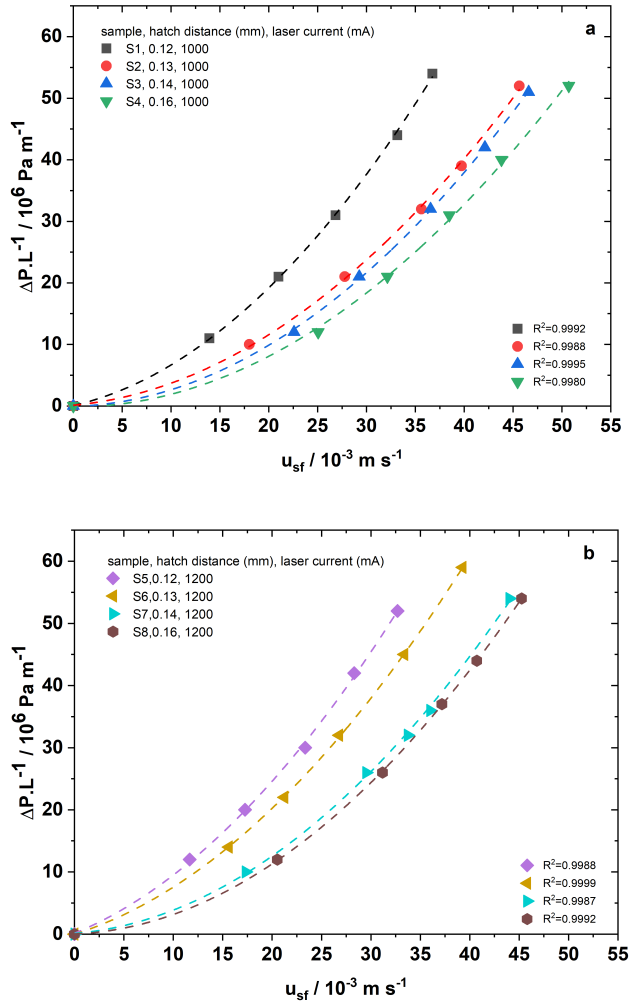 a
sample, hatch distance (mm), laser current (mA)
S1, 0.12, 1000
S2, 0.13, 1000
S3, 0.14, 1000
S4, 0.16, 1000
60
50
40
30
20
10
0
ΔP.L⁻¹ / 10⁶ Pa m⁻¹
R²=0.9992
R²=0.9988
R²=0.9995
R²=0.9980
0 5 10 15 20 25 30 35 40 45 50 55
u_sf / 10⁻³ m s⁻¹
b
sample, hatch distance (mm), laser current (mA)
S5,0.12, 1200
S6,0.13, 1200
S7,0.14, 1200
S8,0.16, 1200
60
50
40
30
20
10
0
ΔP.L⁻¹ / 10⁶ Pa m⁻¹
R²=0.9988
R²=0.9999
R²=0.9987
R²=0.9992
0 5 10 15 20 25 30 35 40 45 50 55
u_sf / 10⁻³ m s⁻¹